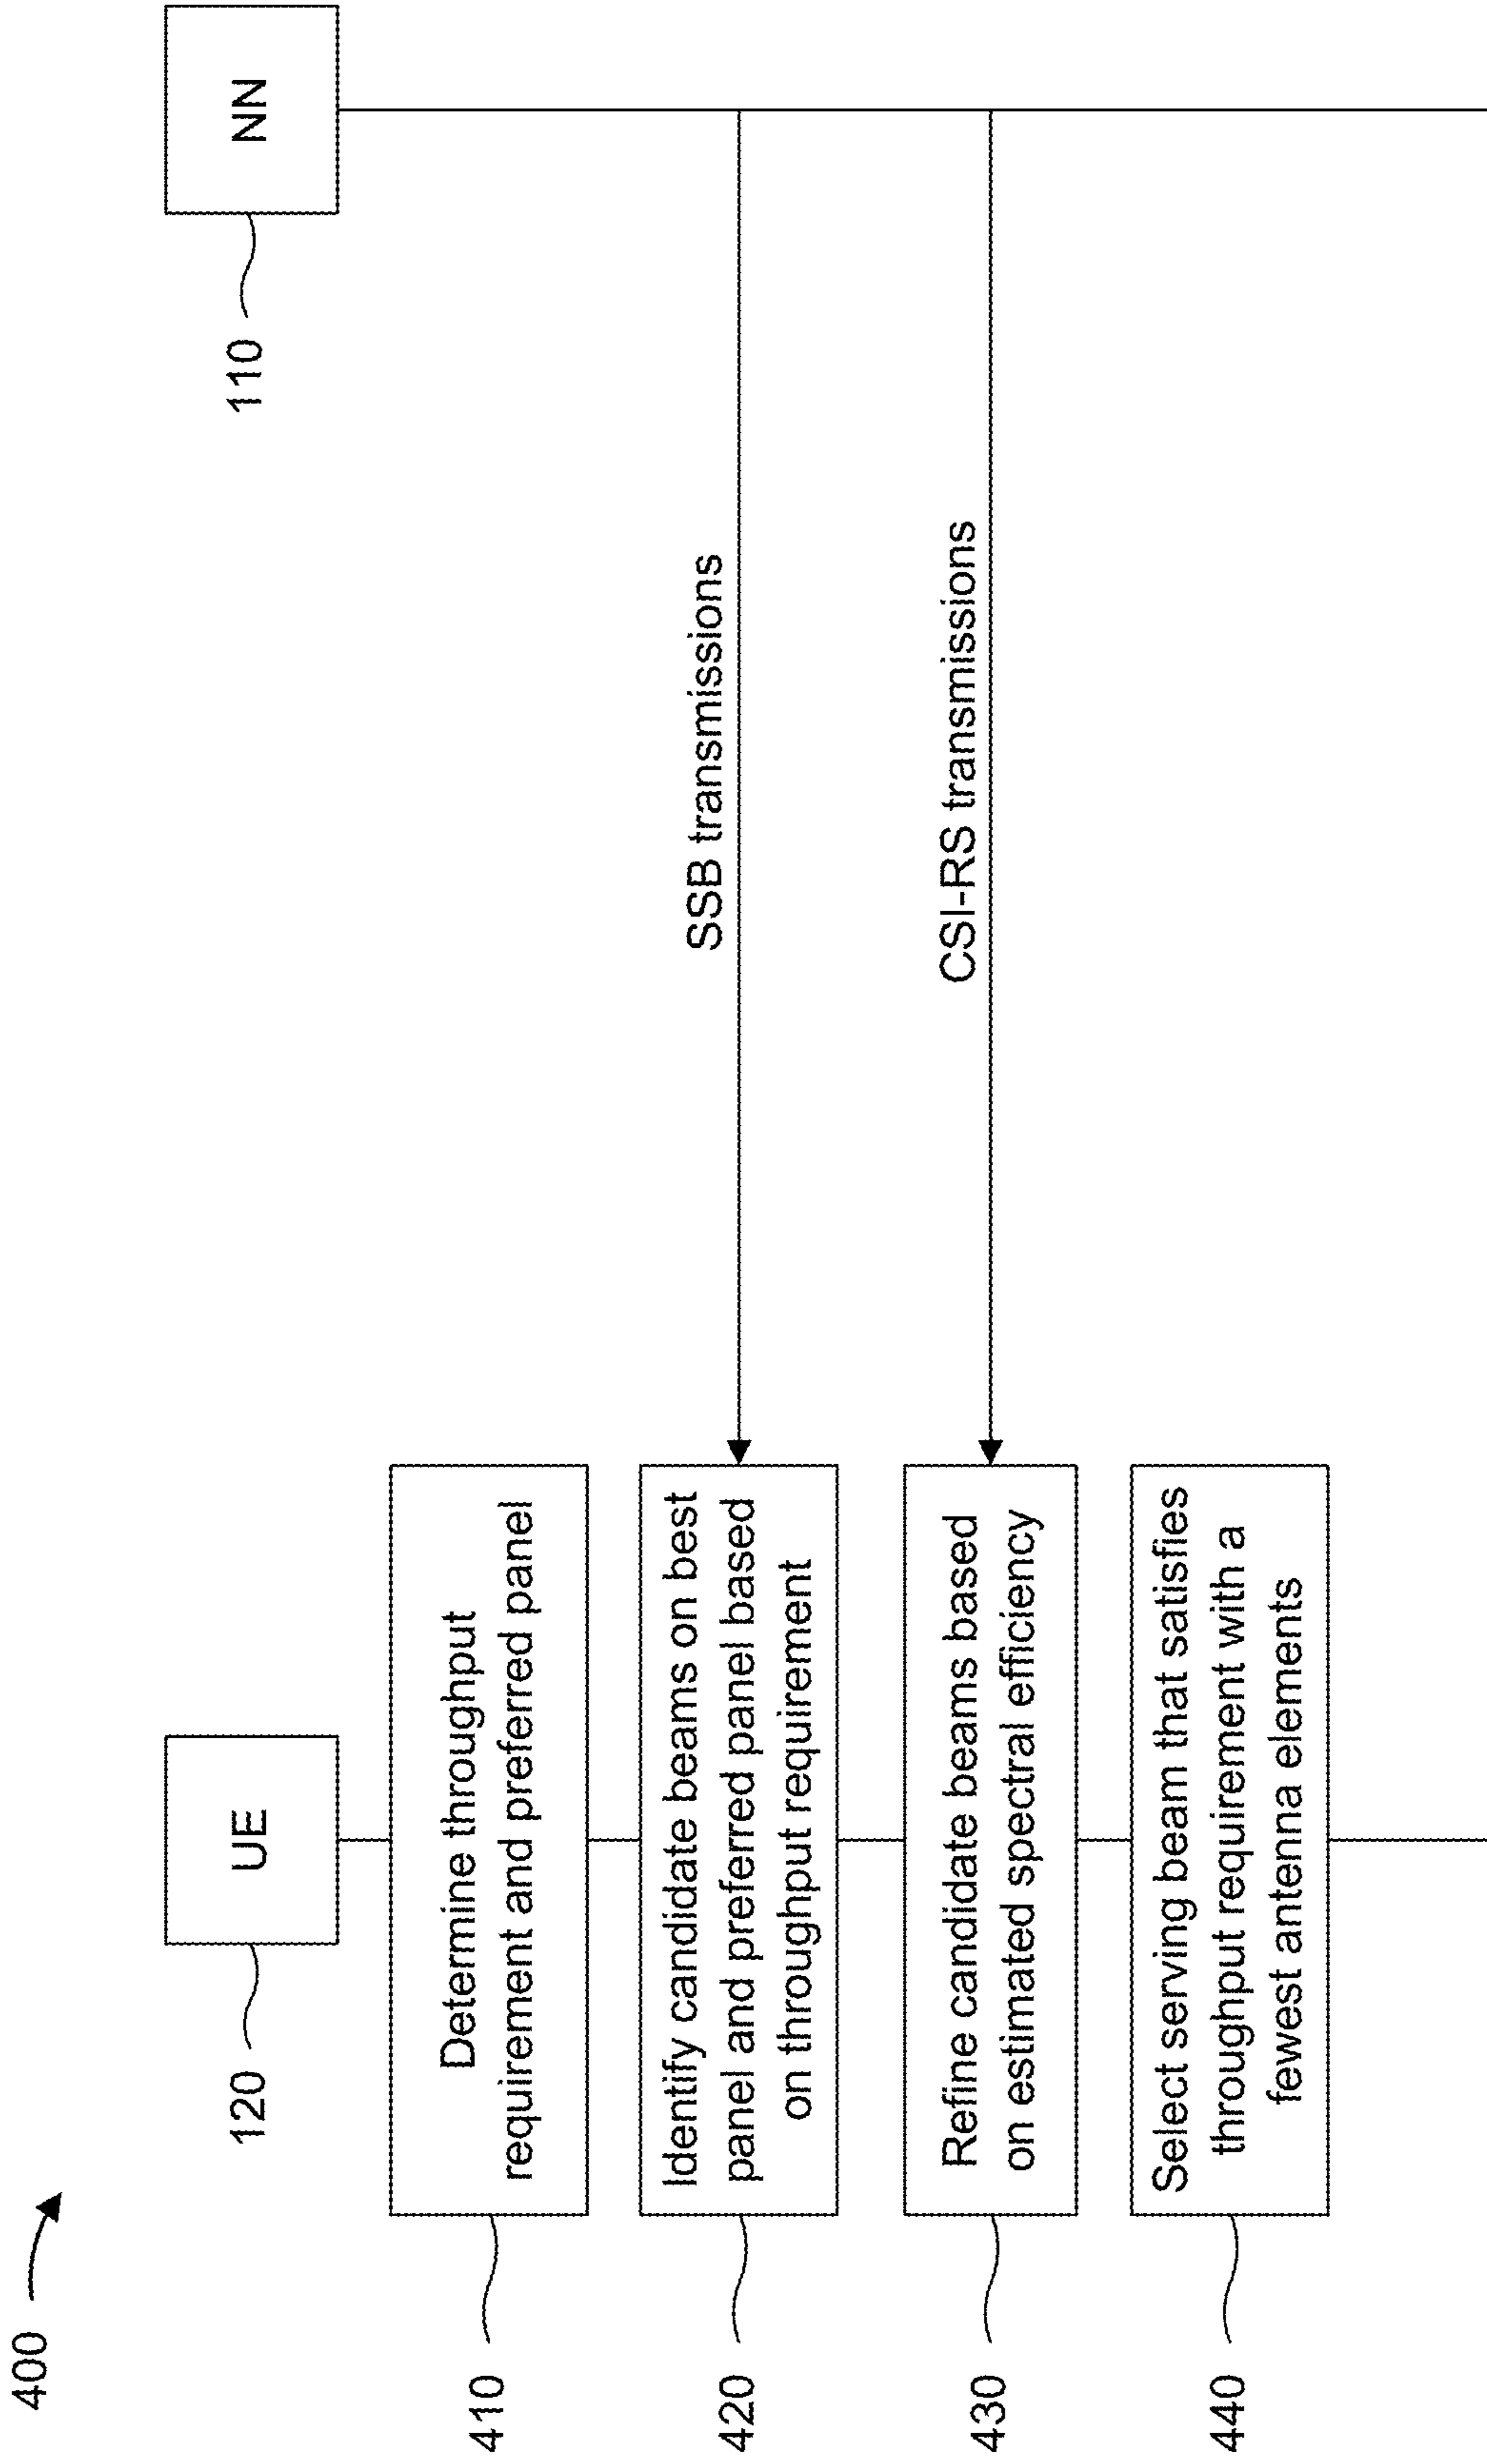 400
120
UE
110
NN
410
Determine throughput
requirement and preferred panel
SSB transmissions
420
Identify candidate beams on best
panel and preferred panel based
on throughput requirement
CSI-RS transmissions
430
Refine candidate beams based
on estimated spectral efficiency
440
Select serving beam that satisfies
throughput requirement with a
fewest antenna elements